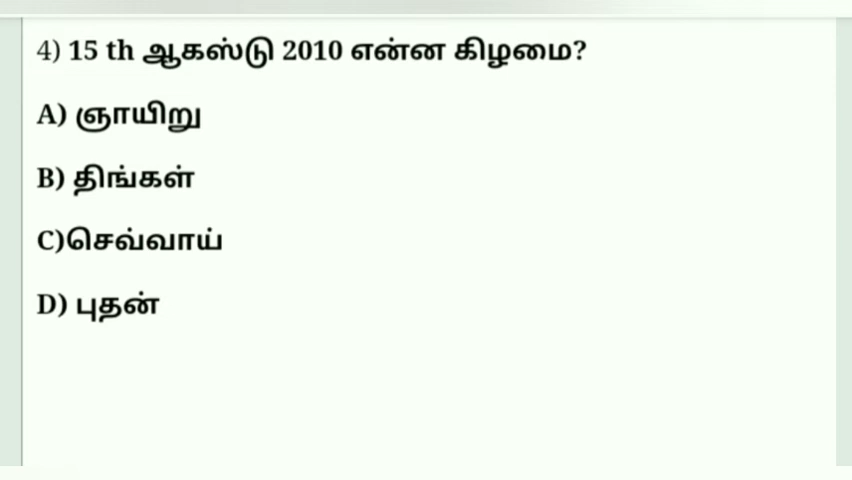 4) 15 th ஆகஸ்டு 2010 என்ன கிழமை?
A) ஞாயிறு
B) திங்கள்
C)செவ்வாய்
D) புதன்